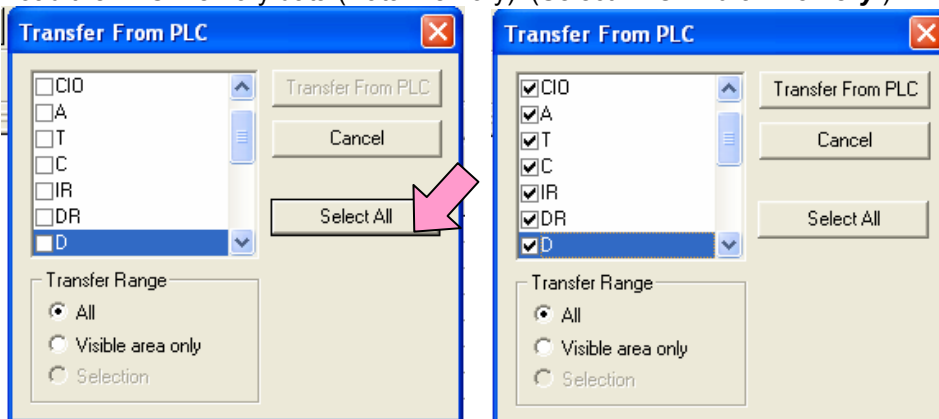 Transfer From PLC
CIO
A
T
C
IR
DR
D
Transfer From PLC
Cancel
Select All
Transfer Range
All
Visible area only
Selection
Transfer From PLC
CIO
A
T
C
IR
DR
D
Transfer From PLC
Cancel
Select All
Transfer Range
All
Visible area only
Selection